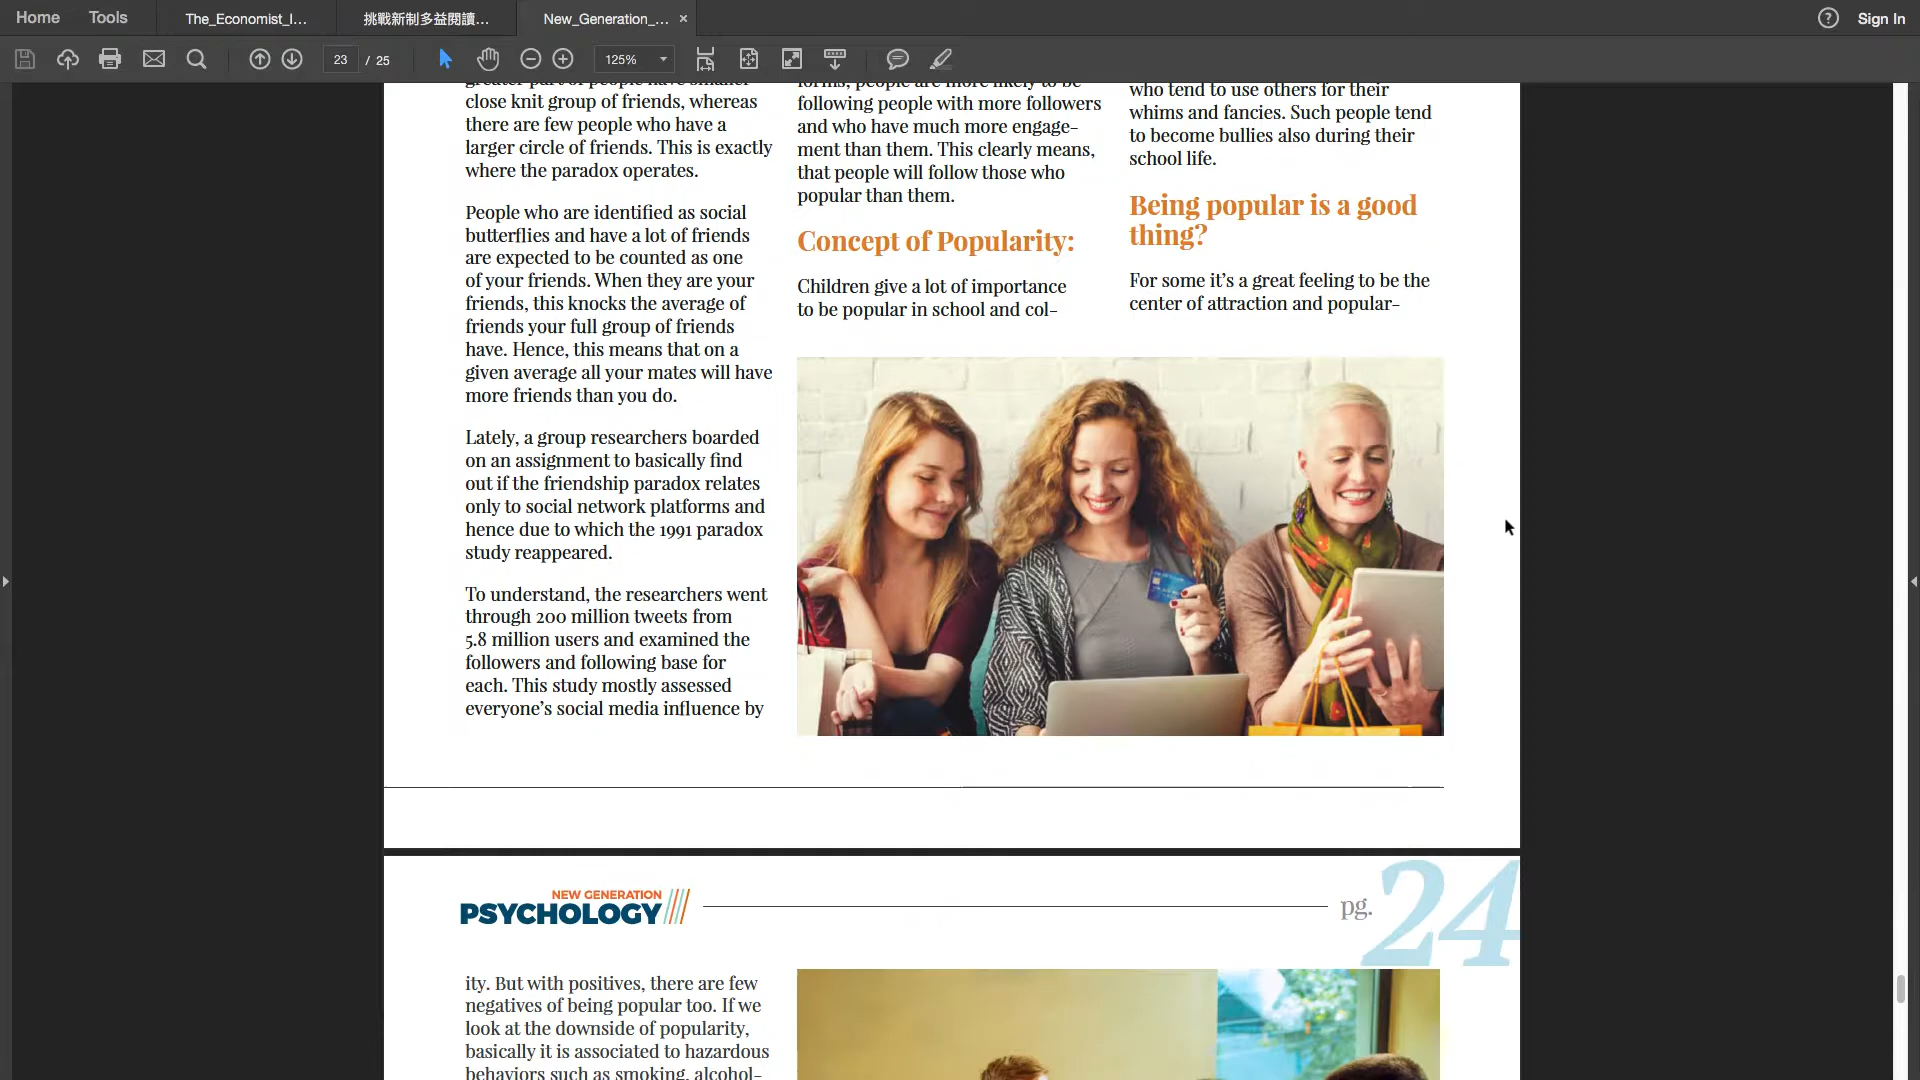 Home
Tools
The_Economist_I...
挑戰新制多益閱讀...
New_Generation_...
Sign In
23
/ 25
125%
close knit group of friends, whereas
there are few people who have a
larger circle of friends. This is exactly
where the paradox operates.
People who are identified as social
butterflies and have a lot of friends
are expected to be counted as one
of your friends. When they are your
friends, this knocks the average of
friends your full group of friends
have. Hence, this means that on a
given average all your mates will have
more friends than you do.
Lately, a group researchers boarded
on an assignment to basically find
out if the friendship paradox relates
only to social network platforms and
hence due to which the 1991 paradox
study reappeared.
To understand, the researchers went
through 200 million tweets from
5.8 million users and examined the
followers and following base for
each. This study mostly assessed
everyone's social media influence by
forms, people are more likely to be
following people with more followers
and who have much more engage-
ment than them. This clearly means,
that people will follow those who
popular than them.
Concept of Popularity:
Children give a lot of importance
to be popular in school and col-
who tend to use others for their
whims and fancies. Such people tend
to become bullies also during their
school life.
Being popular is a good
thing?
For some it's a great feeling to be the
center of attraction and popular-
NEW GENERATION
PSYCHOLOGY
pg. 24
ity. But with positives, there are few
negatives of being popular too. If we
look at the downside of popularity,
basically it is associated to hazardous
behaviors such as smoking, alcohol-